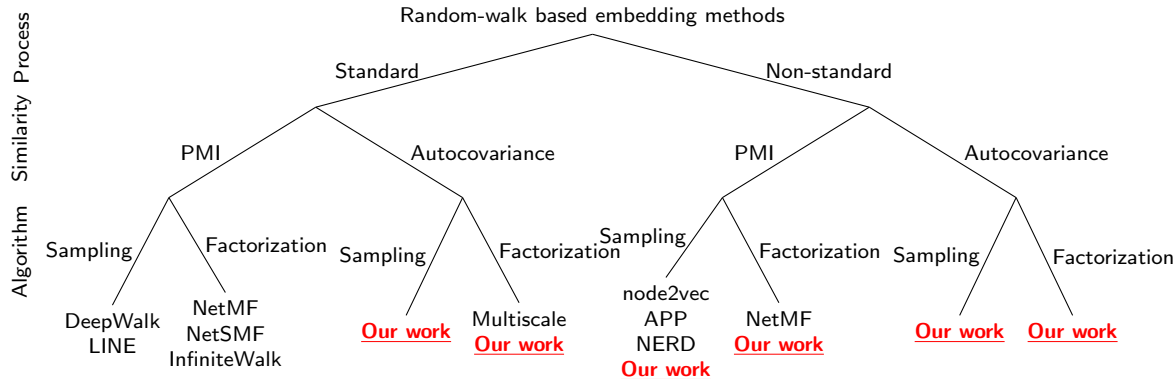 Random-walk based embedding methods
Process
Standard
Non-standard
Similarity
PMI
Autocovariance
PMI
Autocovariance
Algorithm
Sampling
Factorization
Sampling
Factorization
Sampling
Factorization
Sampling
Factorization
DeepWalk
LINE
NetMF
NetSMF
InfiniteWalk
Our work
Multiscale
Our work
node2vec
APP
NERD
Our work
NetMF
Our work
Our work
Our work